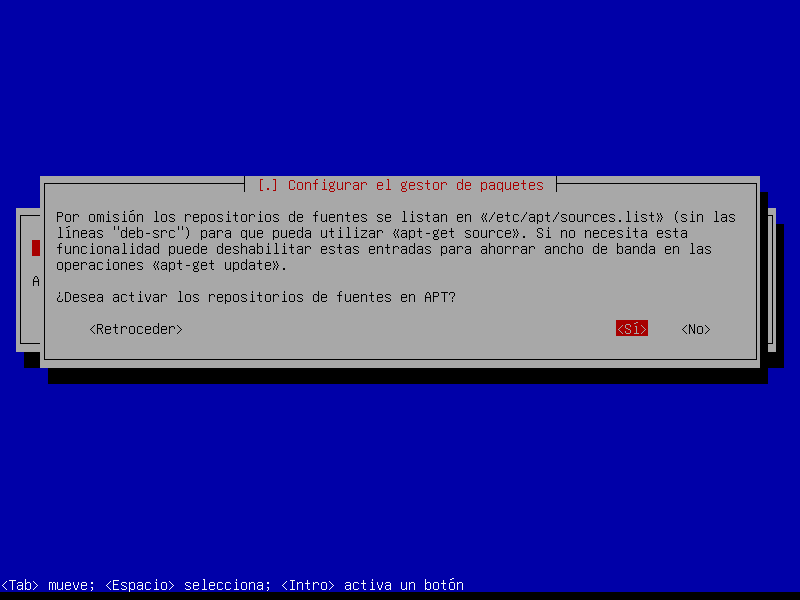 [.] Configurar el gestor de paquetes
Por omisión los repositorios de fuentes se listan en «/etc/apt/sources.list» (sin las
líneas "deb-src") para que pueda utilizar «apt-get source». Si no necesita esta
funcionalidad puede deshabilitar estas entradas para ahorrar ancho de banda en las
operaciones «apt-get update».
A
¿Desea activar los repositorios de fuentes en APT?
<Retroceder> <Sí> <No>
<Tab> mueve; <Espacio> selecciona; <Intro> activa un botón